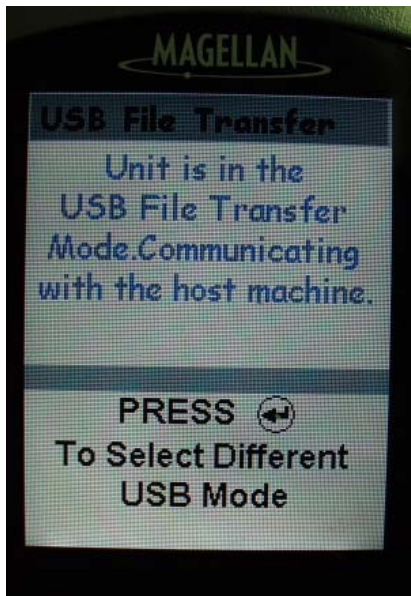 MAGELLAN
USB File Transfer
Unit is in the
USB File Transfer
Mode.Communicating
with the host machine.
PRESS
To Select Different
USB Mode